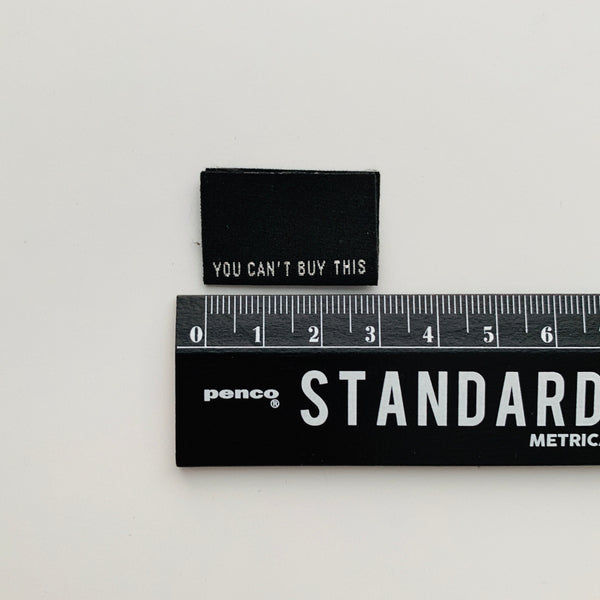 YOU CAN'T BUY THIS
0 1 2 3 4 5 6
penco®
STANDARD
METRIC